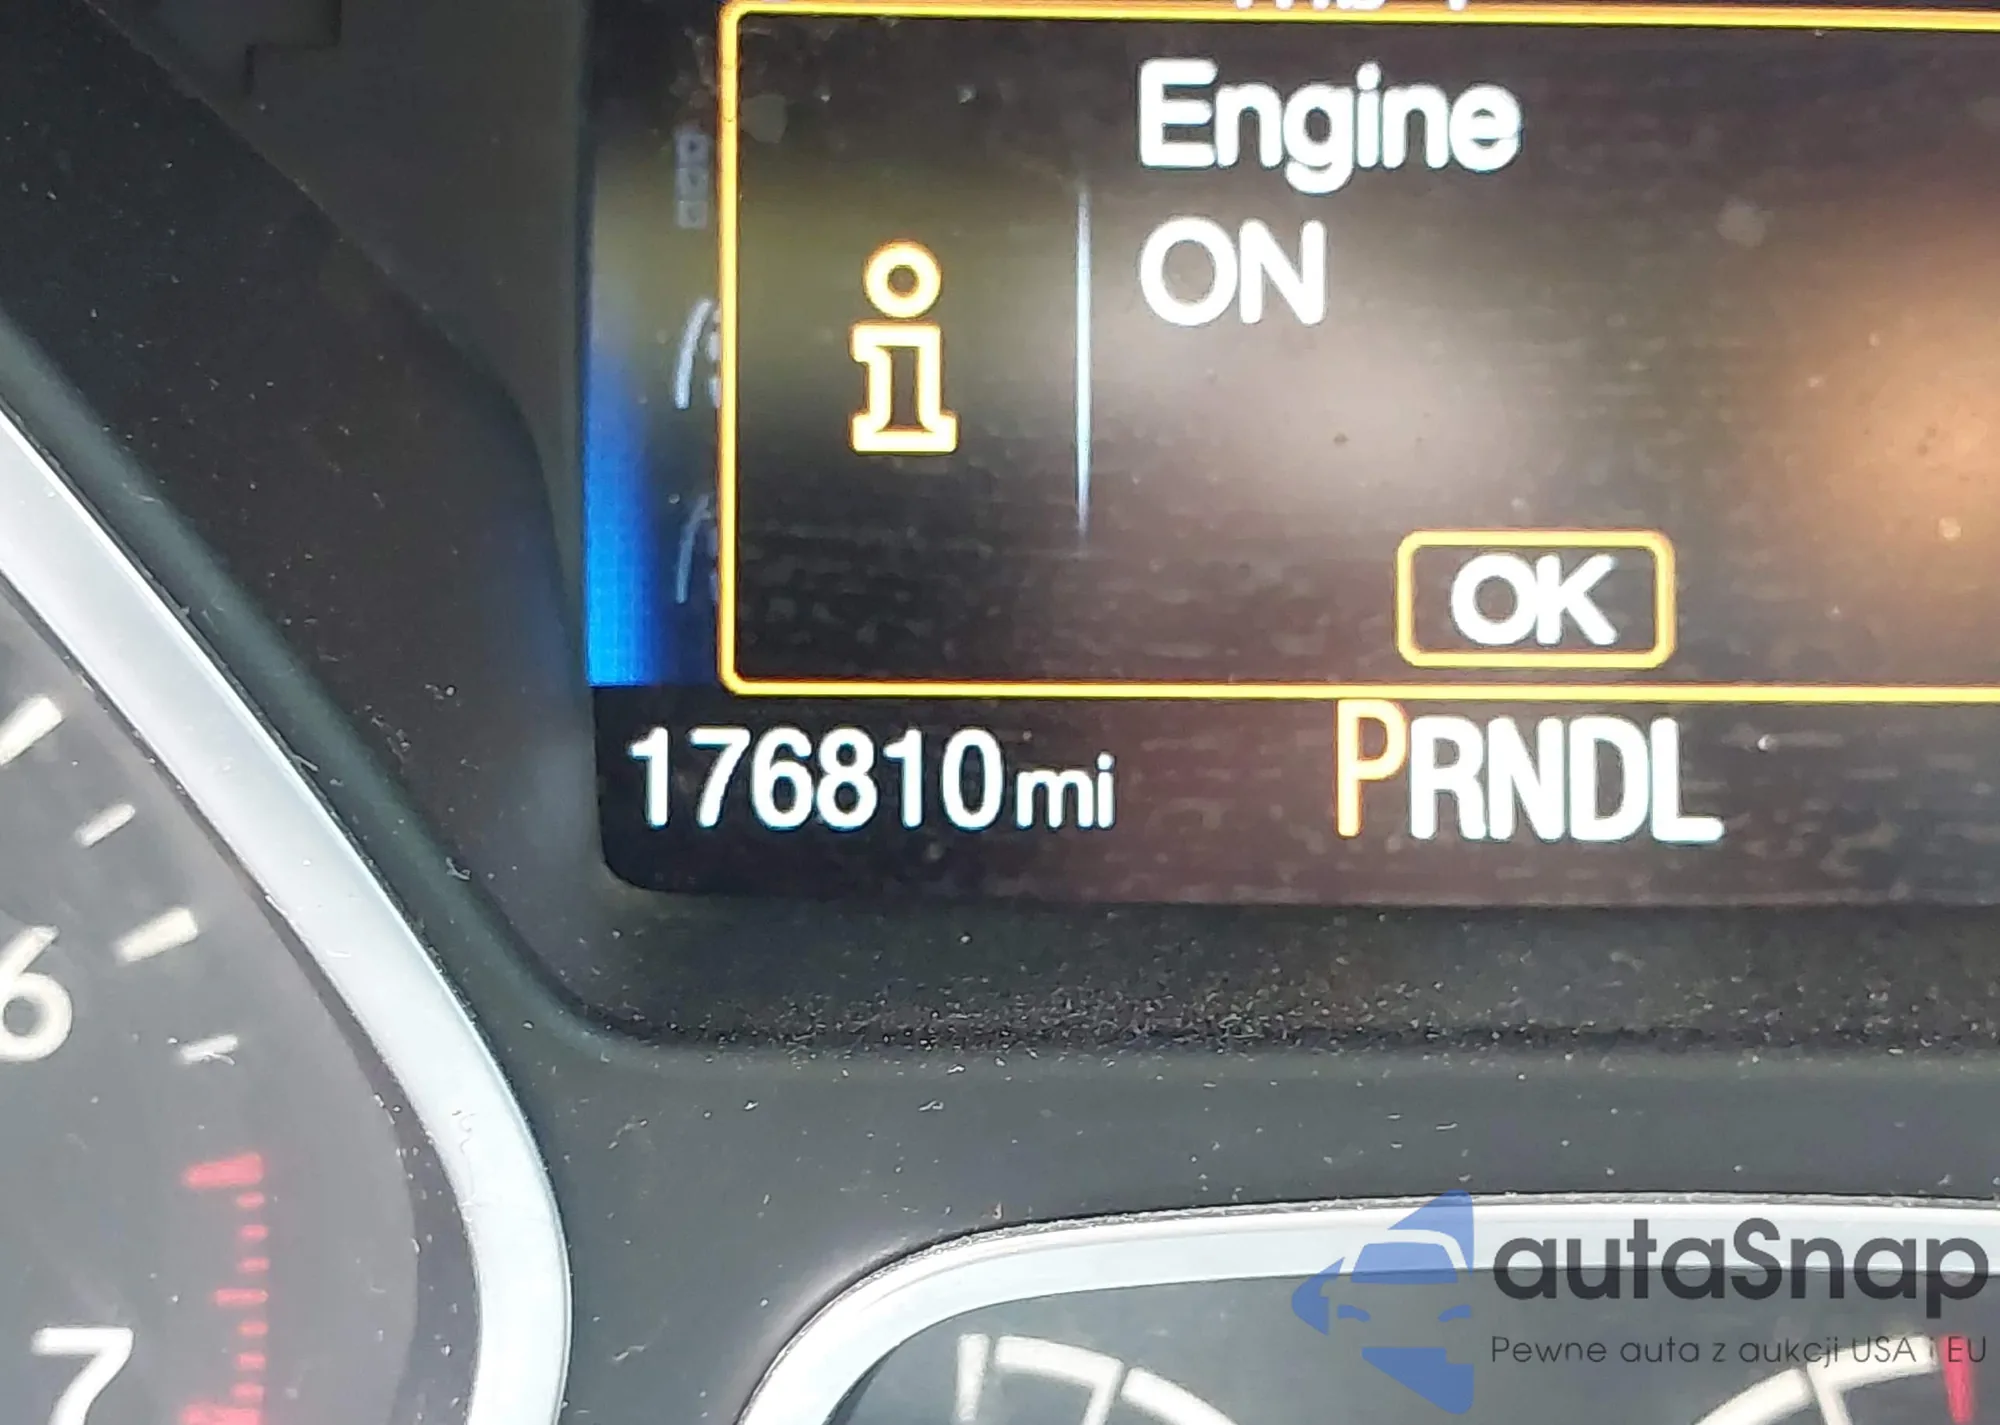 Engine
ON
OK
176810mi
PRNDL
6
7
autaSnap
Pewne auta z aukcji USA i EU